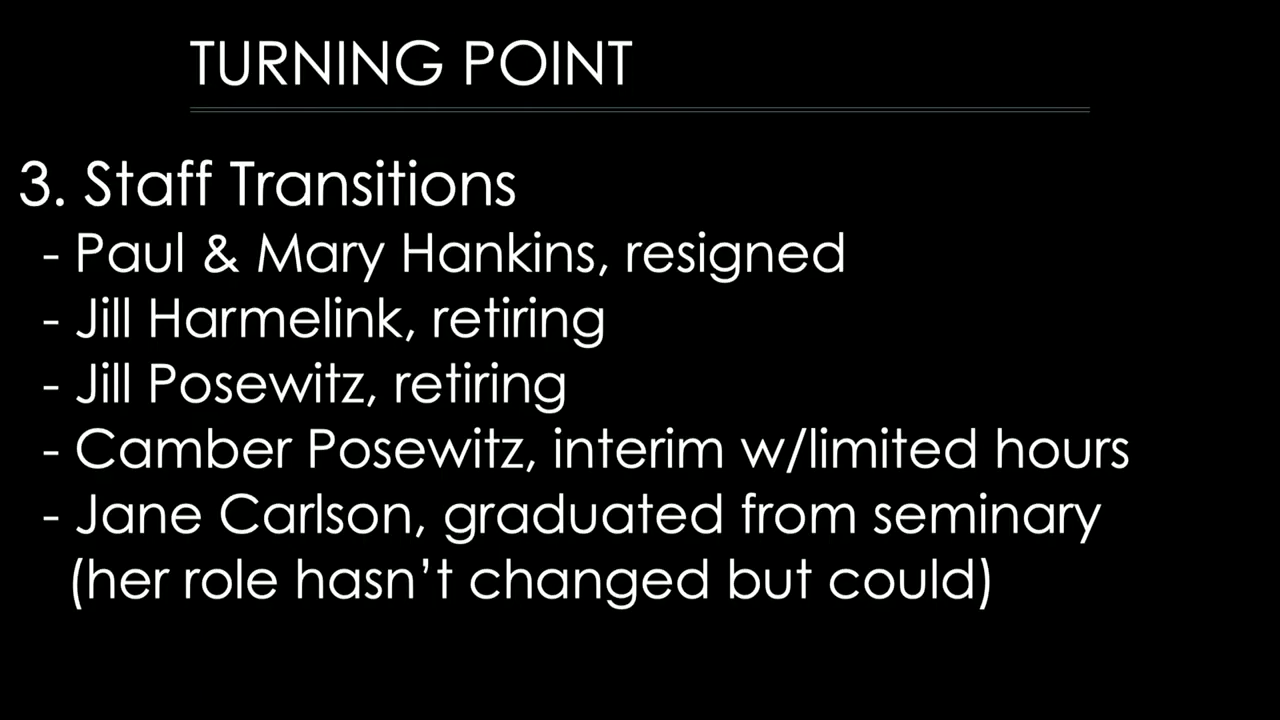 TURNING POINT
3. Staff Transitions
- Paul & Mary Hankins, resigned
- Jill Harmelink, retiring
- Jill Posewitz, retiring
- Camber Posewitz, interim w/limited hours
- Jane Carlson, graduated from seminary
(her role hasn’t changed but could)